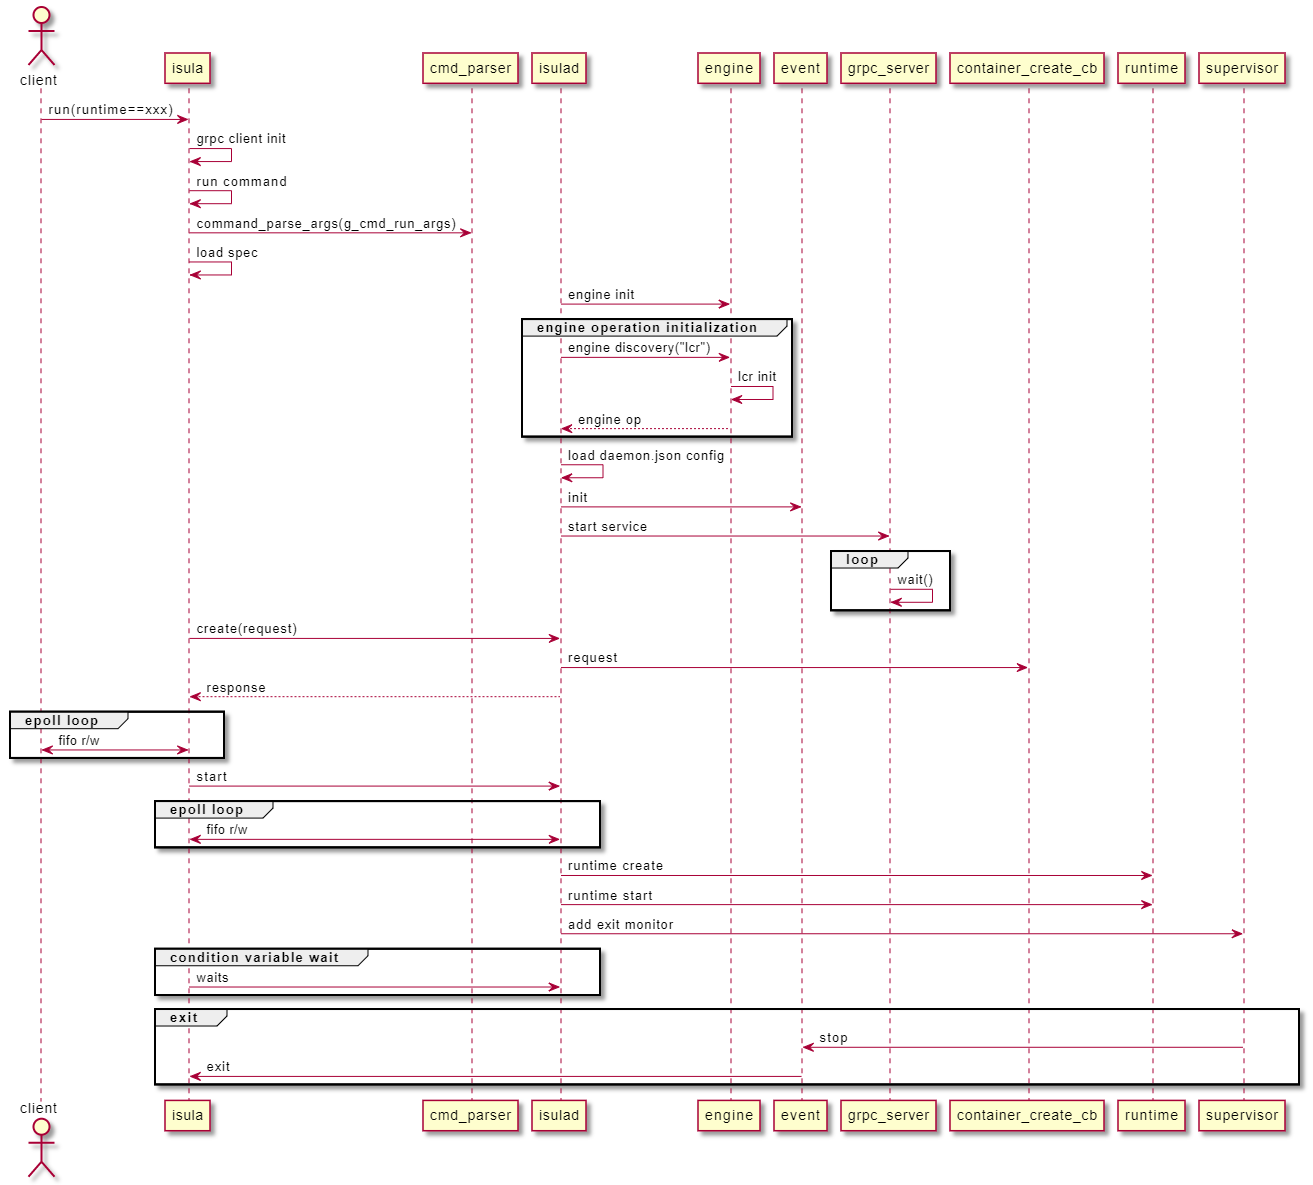 client
isula
cmd_parser
isulad
engine
event
grpc_server
container_create_cb
runtime
supervisor
run(runtime==xxx)
grpc client init
run command
command_parse_args(g_cmd_run_args)
load spec
engine init
engine operation initialization
engine discovery("lcr")
lcr init
engine op
load daemon.json config
init
start service
loop
wait()
create(request)
request
response
epoll loop
fifo r/w
start
epoll loop
fifo r/w
runtime create
runtime start
add exit monitor
condition variable wait
waits
exit
stop
exit
client
isula
cmd_parser
isulad
engine
event
grpc_server
container_create_cb
runtime
supervisor